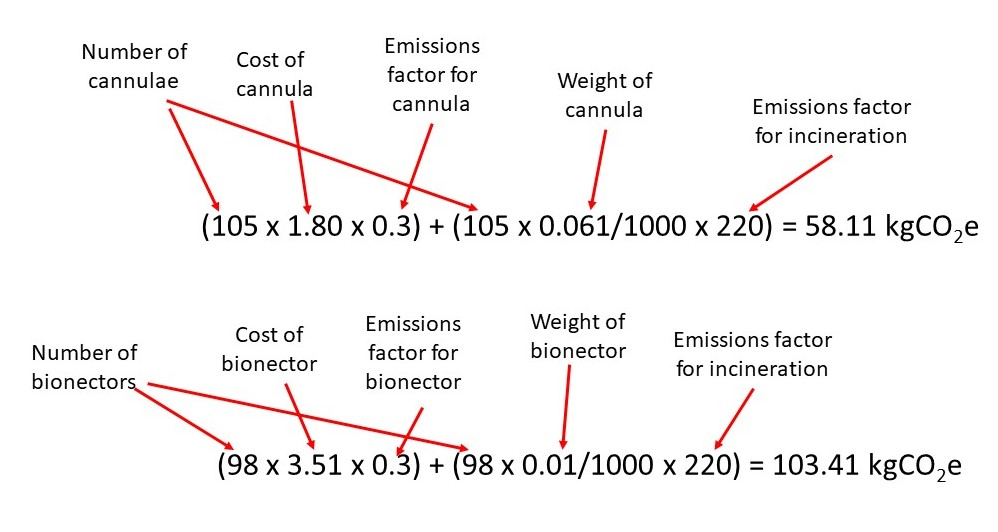 Number of
cannulae
Cost of
cannula
Emissions
factor for
cannula
Weight of
cannula
Emissions factor
for incineration
(105 x 1.80 x 0.3) + (105 x 0.061/1000 x 220) = 58.11 kgCO₂e
Number of
bionectors
Cost of
bionector
Emissions
factor for
bionector
Weight of
bionector
Emissions factor
for incineration
(98 x 3.51 x 0.3) + (98 x 0.01/1000 x 220) = 103.41 kgCO₂e